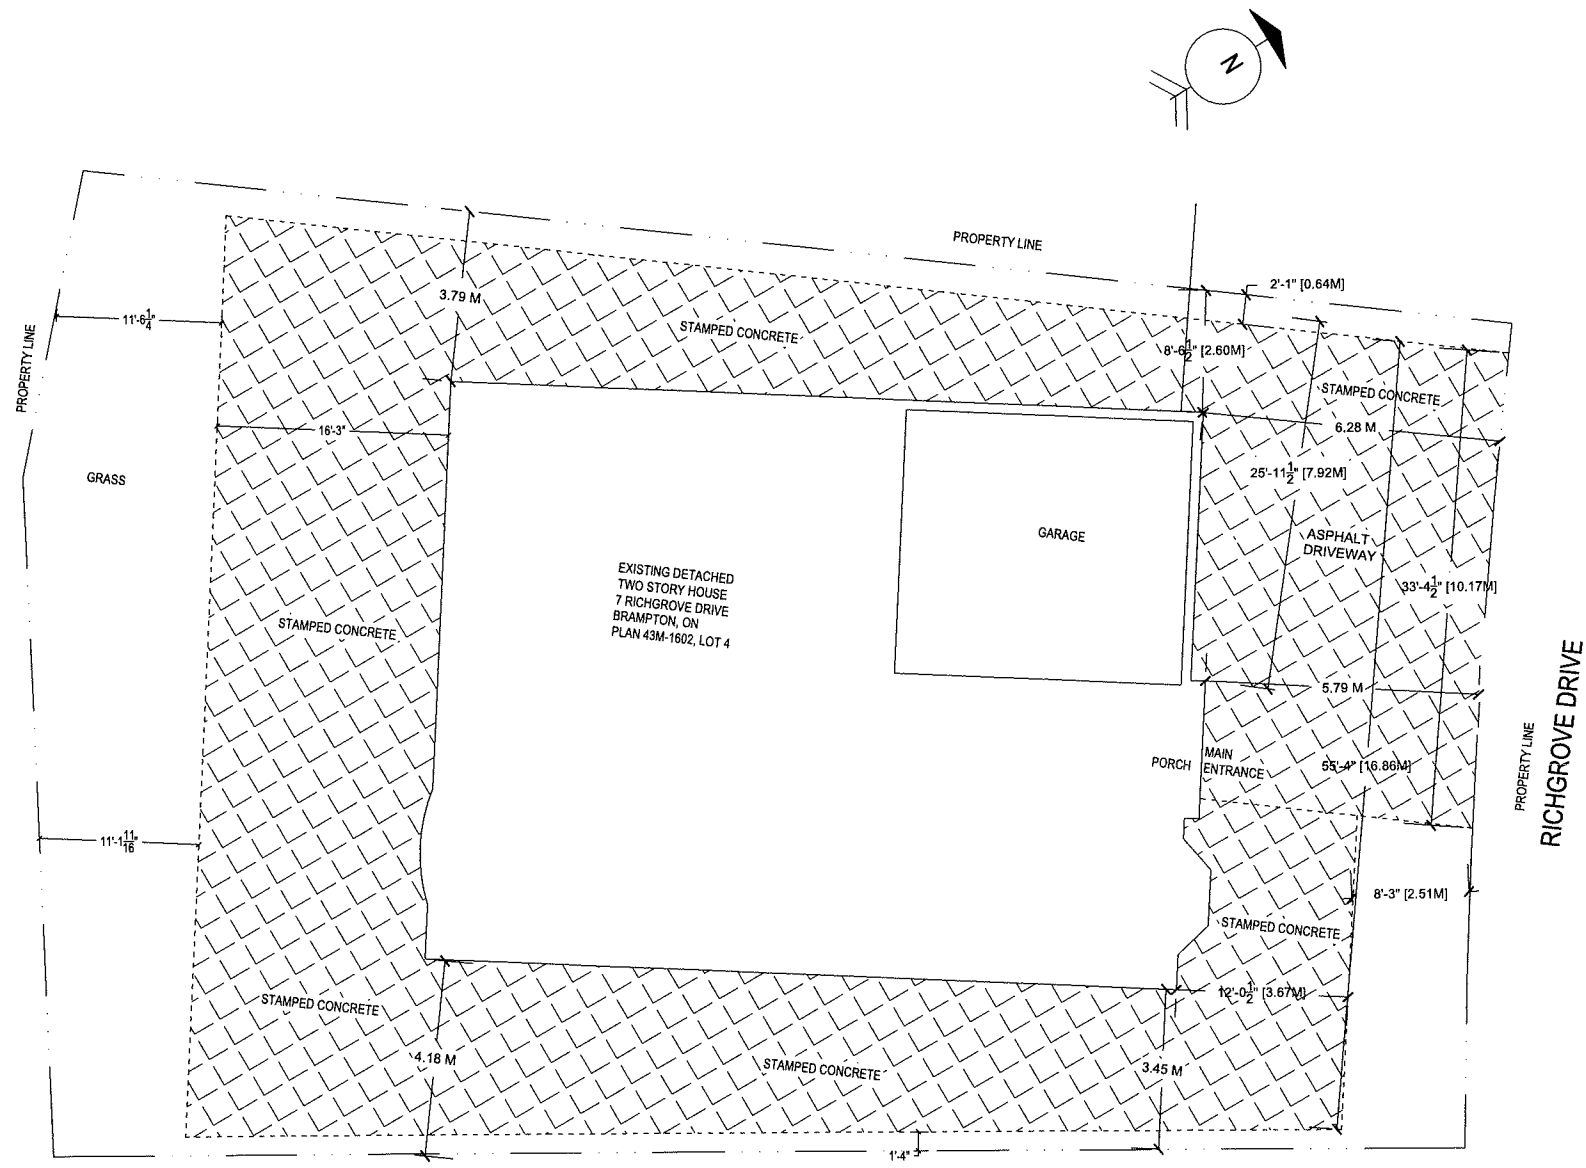 N
PROPERTY LINE
2'-1" [0.64M]
3.79 M
11'-6 1/4"
STAMPED CONCRETE
8'-6 1/2" [2.60M]
PROPERTY LINE
STAMPED CONCRETE
16'-3"
6.28 M
GRASS
25'-11 1/2" [7.92M]
GARAGE
ASPHALT
DRIVEWAY
EXISTING DETACHED
TWO STORY HOUSE
7 RICHGROVE DRIVE
BRAMPTON, ON
PLAN 43M-1602, LOT 4
33'-4 1/2" [10.17M]
STAMPED CONCRETE
5.79 M
PORCH
MAIN
ENTRANCE
55'-4" [16.86M]
PROPERTY LINE
RICHGROVE DRIVE
11'-1 11/16"
8'-3" [2.51M]
STAMPED CONCRETE
STAMPED CONCRETE
12'-0 1/2" [3.67M]
4.18 M
STAMPED CONCRETE
3.45 M
1'-4"